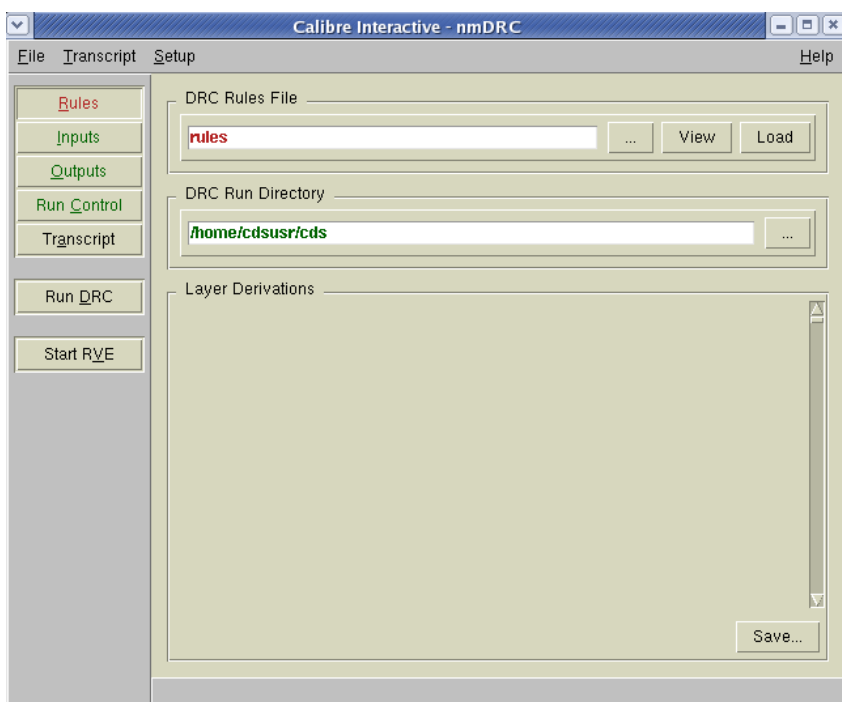 Calibre Interactive - nmDRC
File Transcript Setup Help
Rules
Inputs
Outputs
Run Control
Transcript
Run DRC
Start RVE
DRC Rules File
rules ... View Load
DRC Run Directory
/home/cdsusr/cds ...
Layer Derivations
Save...